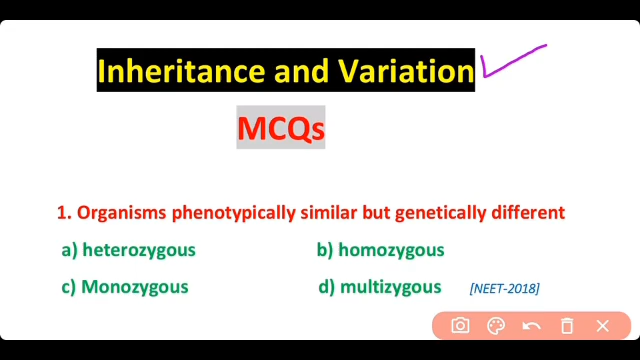 Inheritance and Variation
MCQs
1. Organisms phenotypically similar but genetically different
a) heterozygous b) homozygous
c) Monozygous d) multizygous [NEET-2018]